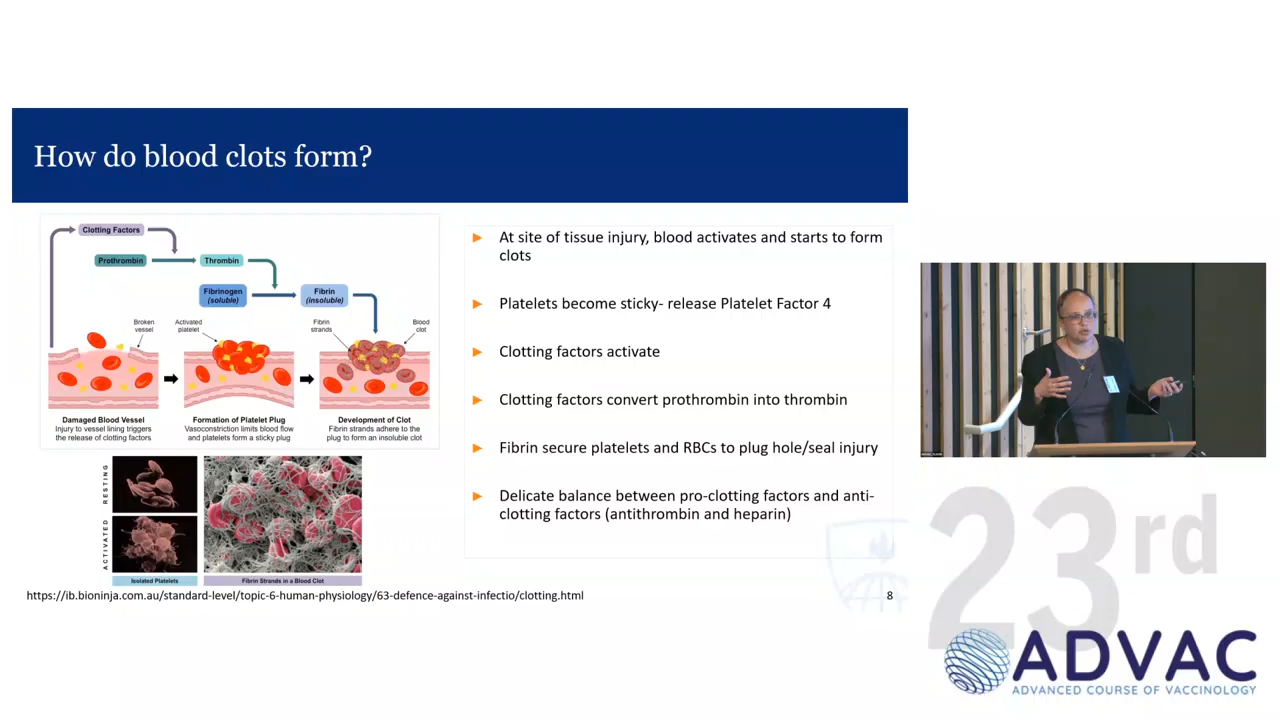 How do blood clots form?
Clotting Factors
Prothrombin
Thrombin
Fibrinogen
(soluble)
Fibrin
(insoluble)
Broken
vessel
Activated
platelet
Fibrin
strands
Blood
clot
Damaged Blood Vessel
Injury to vessel lining triggers
the release of clotting factors
Formation of Platelet Plug
Vasoconstriction limits blood flow
and platelets form a sticky plug
Development of Clot
Fibrin strands adhere to the
plug to form an insoluble clot
RESTING
ACTIVATED
Isolated Platelets
Fibrin Strands in a Blood Clot
https://ib.bioninja.com.au/standard-level/topic-6-human-physiology/63-defence-against-infectio/clotting.html
At site of tissue injury, blood activates and starts to form
clots
Platelets become sticky- release Platelet Factor 4
Clotting factors activate
Clotting factors convert prothrombin into thrombin
Fibrin secure platelets and RBCs to plug hole/seal injury
Delicate balance between pro-clotting factors and anti-
clotting factors (antithrombin and heparin)
8
23rd
ADVAC
ADVANCED COURSE OF VACCINOLOGY